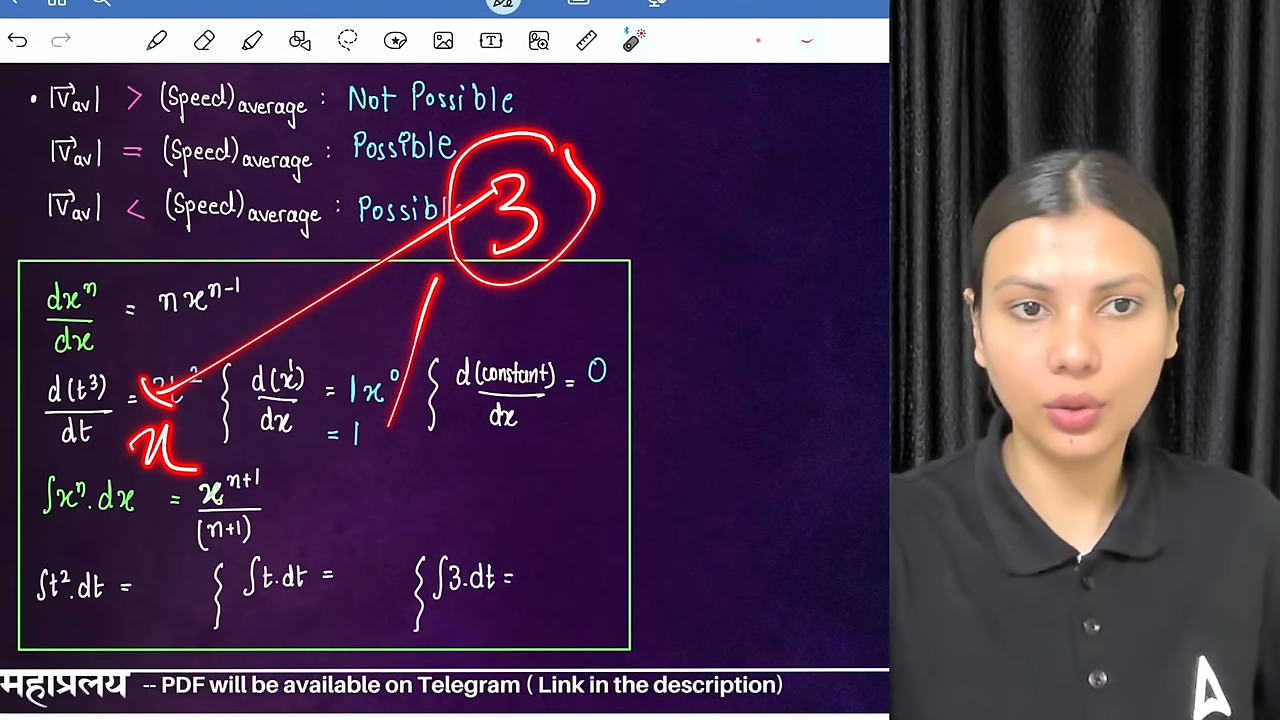 • |v⃗av| > (Speed)average : Not Possible
|v⃗av| = (Speed)average : Possible
|v⃗av| < (Speed)average : Possibl
3
dxⁿ/dx = nxⁿ⁻¹
d(t³)/dt = 3t² { d(x¹)/dx = 1x⁰ { d(constant)/dx = 0
= 1
x
∫xⁿ.dx = xⁿ⁺¹/(n+1)
∫t².dt = { ∫t.dt = { ∫3.dt =
महाप्रलय -- PDF will be available on Telegram ( Link in the description)